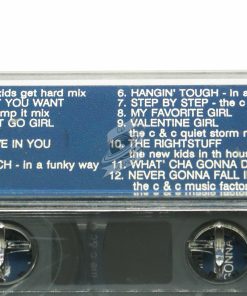 kids get hard mix
T YOU WANT
mp it mix
T GO GIRL
VE IN YOU
CH - in a funky way
6. HANGIN' TOUGH - in a
7. STEP BY STEP - the c
8. MY FAVORITE GIRL
9. VALENTINE GIRL
the c & c quiet storm m
10. THE RIGHTSTUFF
the new kids in th hous
11. WHAT' CHA GONNA D
12. NEVER GONNA FALL I
the c & c music factor